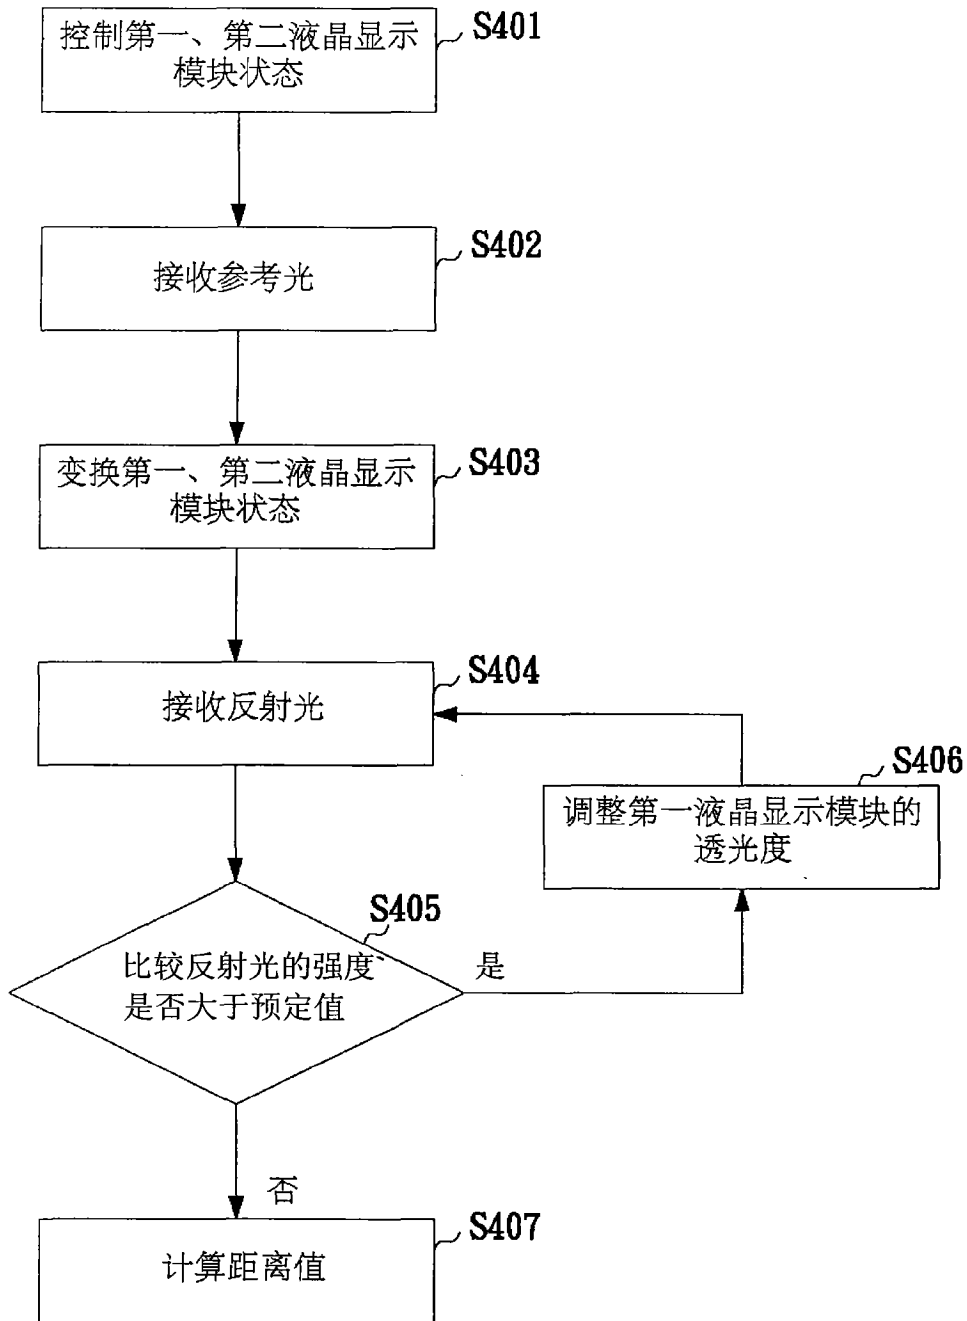 控制第一、第二液晶显示
模块状态
S401
接收参考光
S402
变换第一、第二液晶显示
模块状态
S403
接收反射光
S404
调整第一液晶显示模块的
透光度
S406
比较反射光的强度
是否大于预定值
S405
是
否
计算距离值
S407